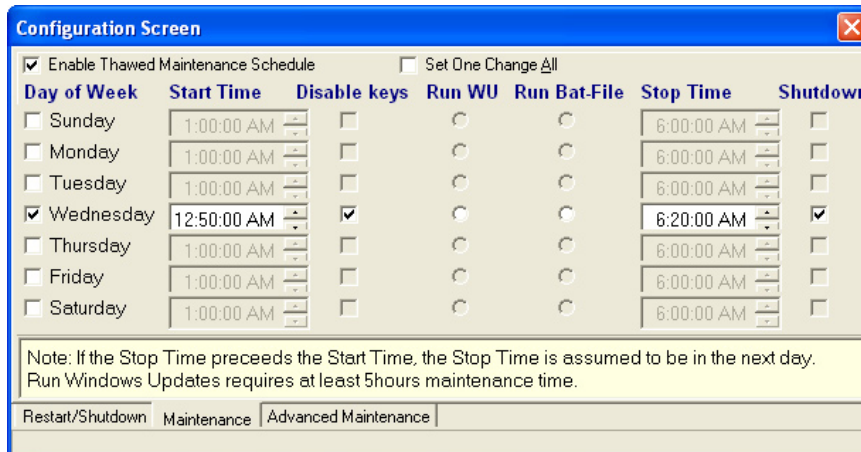 Configuration Screen
Enable Thawed Maintenance Schedule Set One Change All
Day of Week Start Time Disable keys Run WU Run Bat-File Stop Time Shutdown
Sunday 1:00:00 AM 6:00:00 AM
Monday 1:00:00 AM 6:00:00 AM
Tuesday 1:00:00 AM 6:00:00 AM
Wednesday 12:50:00 AM 6:20:00 AM
Thursday 1:00:00 AM 6:00:00 AM
Friday 1:00:00 AM 6:00:00 AM
Saturday 1:00:00 AM 6:00:00 AM
Note: If the Stop Time preceeds the Start Time, the Stop Time is assumed to be in the next day.
Run Windows Updates requires at least 5hours maintenance time.
Restart/Shutdown Maintenance Advanced Maintenance